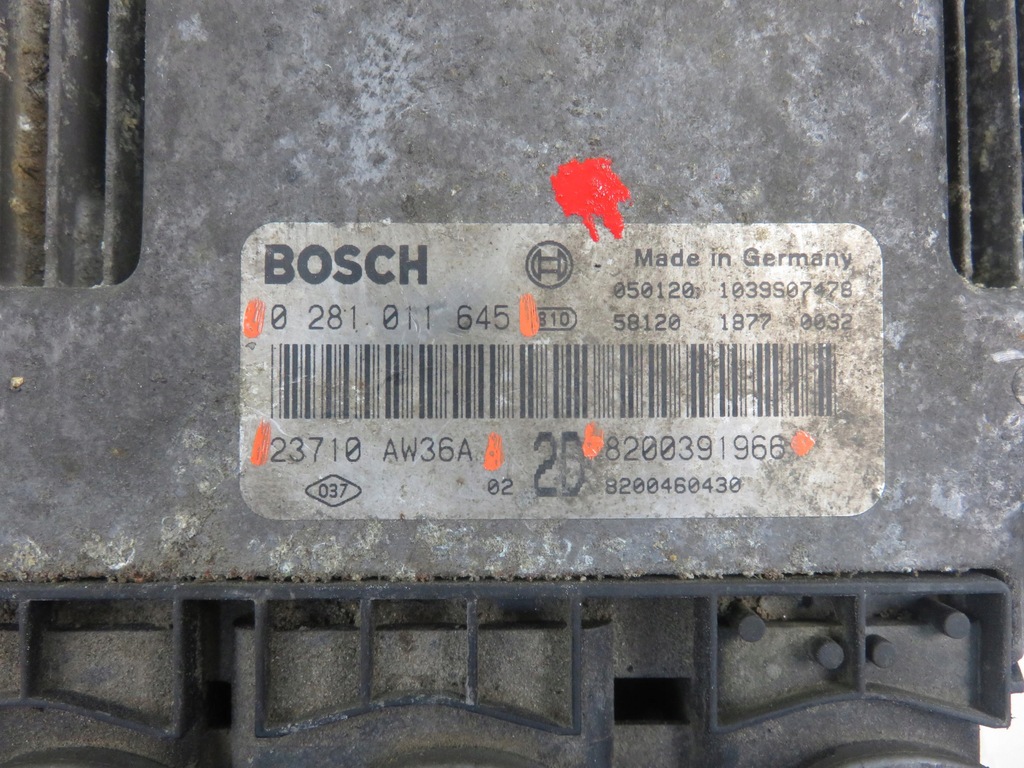 BOSCH
Made in Germany
050120 1039S07478
0 281 011 645 810
58120 1877 0032
23710 AW36A
8200391966
037
02
8200460430